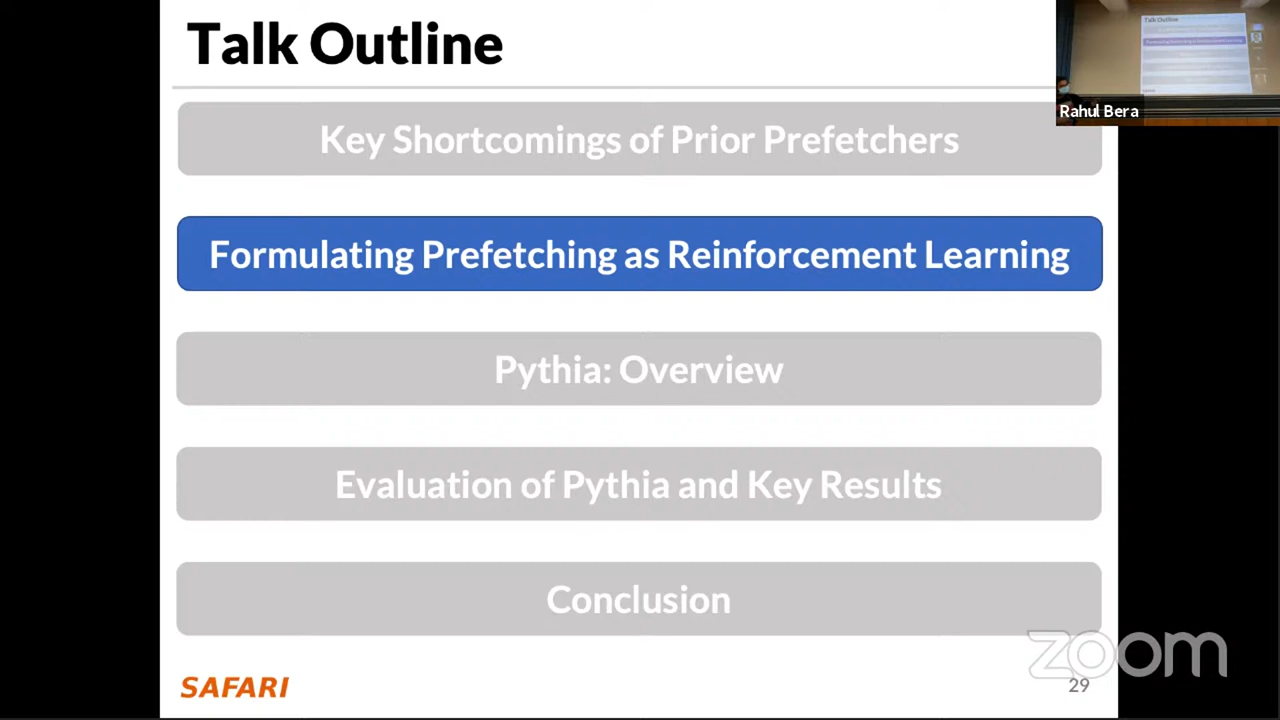 Talk Outline
Rahul Bera
Key Shortcomings of Prior Prefetchers
Formulating Prefetching as Reinforcement Learning
Pythia: Overview
Evaluation of Pythia and Key Results
Conclusion
zoom
SAFARI
29